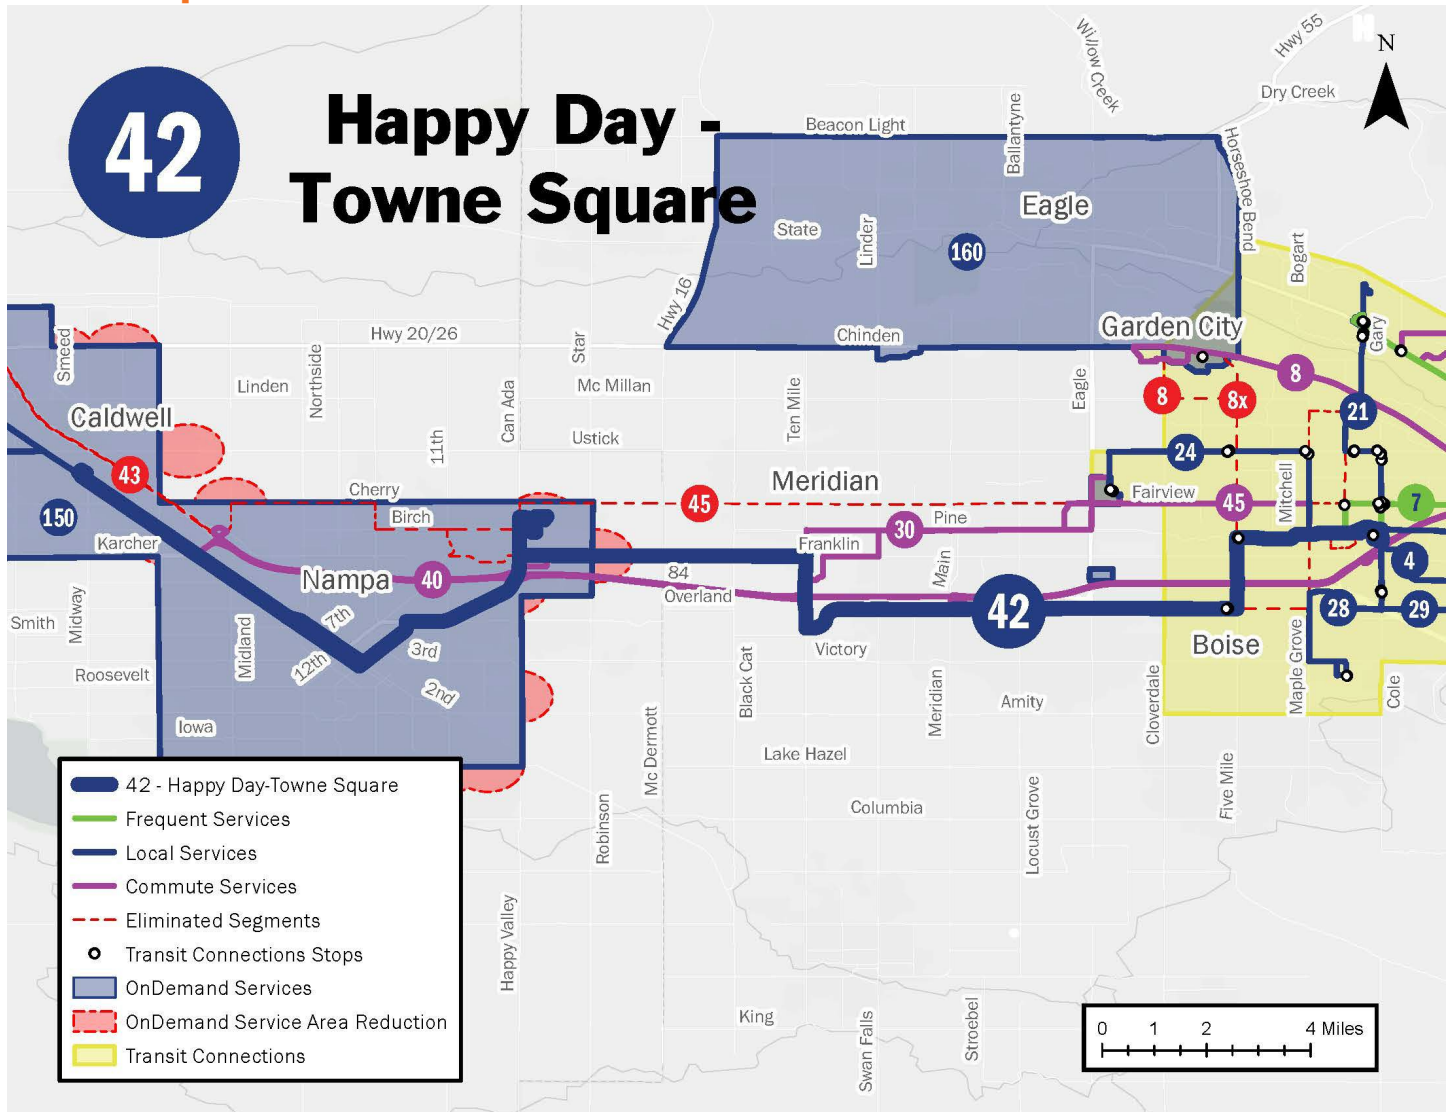 42
Happy Day -
Towne Square
N
N
Hwy 55
Willow Creek
Dry Creek
Beacon Light
Ballantyne
Horseshoe Bend
Eagle
State
Linder
160
Bogart
Hwy 16
Hwy 20/26
Chinden
Garden City
Gary
Smeed
Star
Northside
Linden
Mc Millan
Can Ada
Ten Mile
Eagle
8
8
8x
21
Caldwell
11th
Ustick
24
43
Meridian
Cherry
45
Fairview
45
Mitchell
7
150
Birch
Pine
30
Karcher
Franklin
4
Nampa
40
84
Main
Overland
42
28
29
Smith
Midway
7th
Midland
12th
3rd
Victory
Boise
Roosevelt
2nd
Black Cat
Meridian
Amity
Cloverdale
Maple Grove
Cole
Iowa
Mc Dermott
Lake Hazel
Five Mile
Columbia
Locust Grove
Robinson
Happy Valley
King
Swan Falls
Stroebel
42 - Happy Day-Towne Square
Frequent Services
Local Services
Commute Services
Eliminated Segments
Transit Connections Stops
OnDemand Services
OnDemand Service Area Reduction
Transit Connections
0 1 2 4 Miles